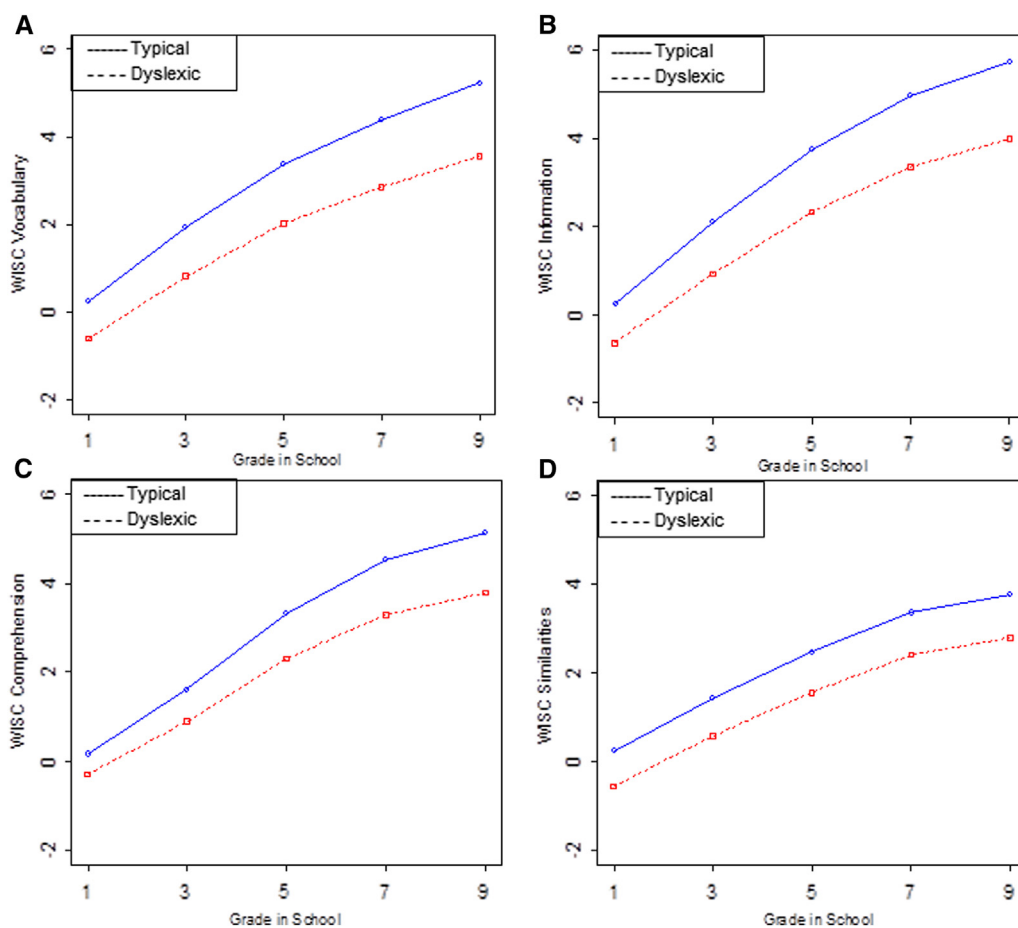 A
6
Typical
Dyslexic
4
2
0
-2
WISC Vocabulary
1 3 5 7 9
Grade in School
B
6
Typical
Dyslexic
4
2
0
-2
WISC Information
1 3 5 7 9
Grade in School
C
6
Typical
Dyslexic
4
2
0
-2
WISC Comprehension
1 3 5 7 9
Grade in School
D
6
Typical
Dyslexic
4
2
0
-2
WISC Similarities
1 3 5 7 9
Grade in School